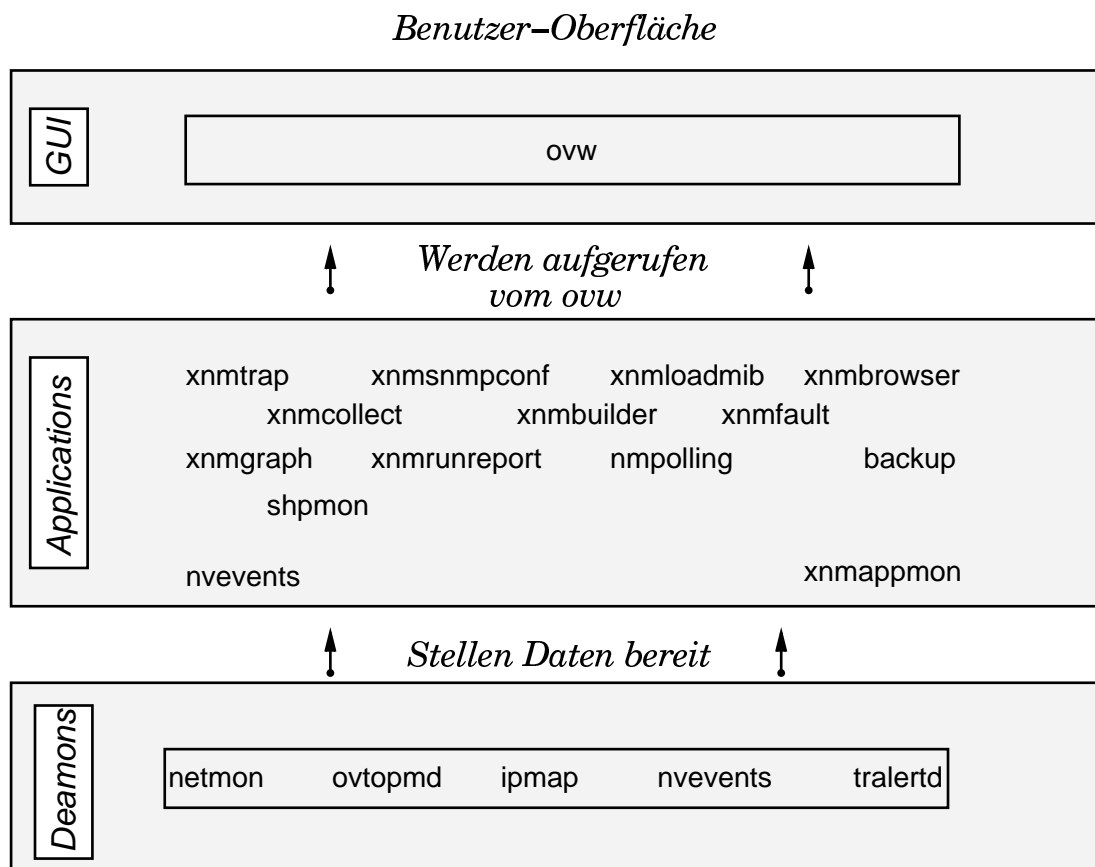 Benutzer–Oberfläche
GUI
ovw
Werden aufgerufen
vom ovw
Applications
xnmtrap xnmsnmpconf xnmloadmib xnmbrowser
xnmcollect xnmbuilder xnmfault
xnmgraph xnmrunreport nmpolling backup
shpmon
nvevents xnmappmon
Stellen Daten bereit
Deamons
netmon ovtopmd ipmap nvevents tralertd